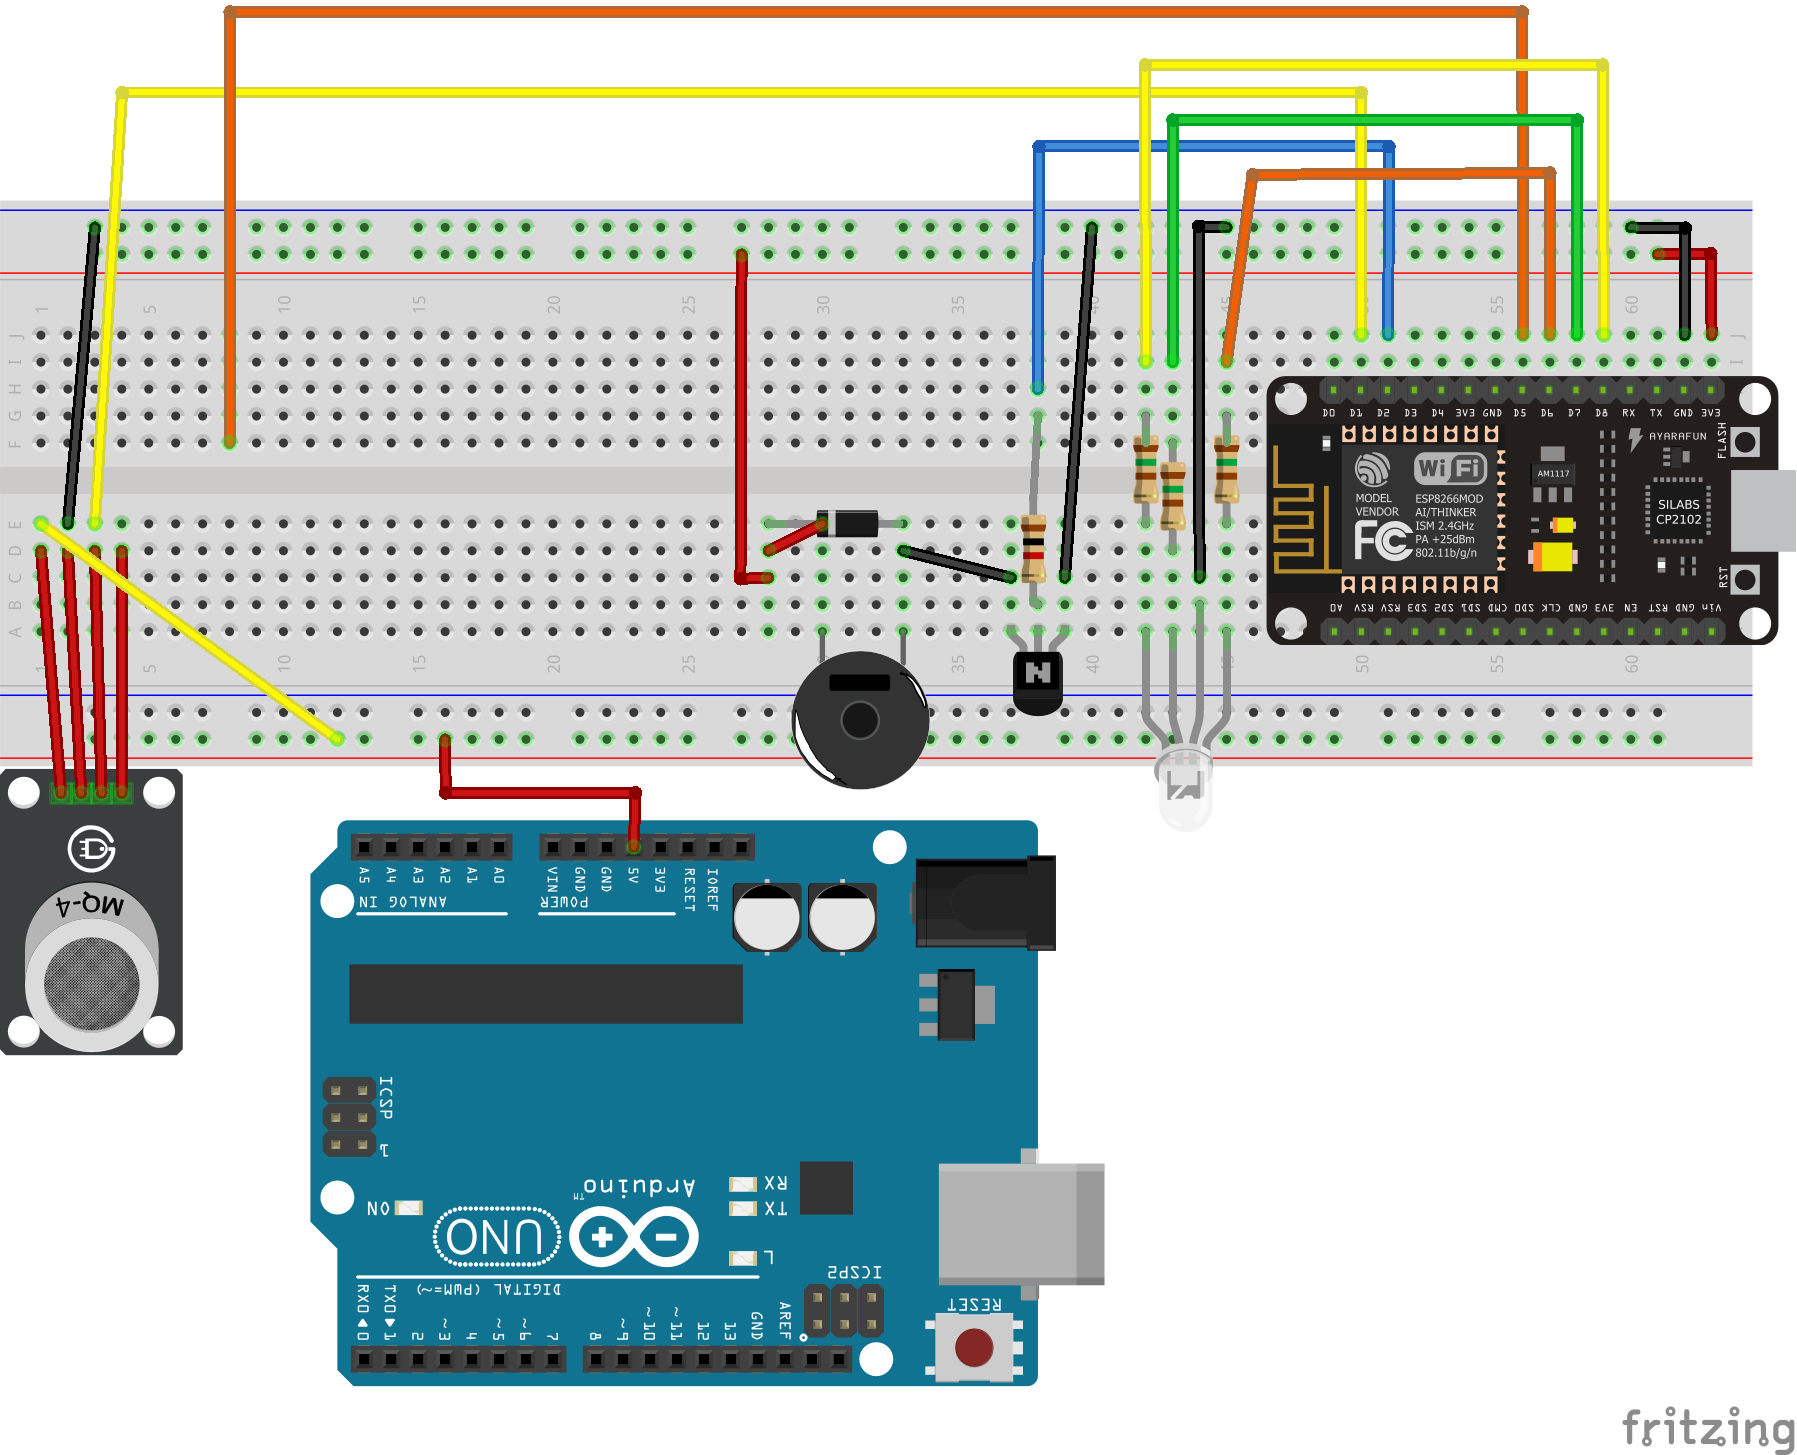 1 5 10 15 20 25 30 35 40 45 50 55 60
J J
I I
H
G
F
E
D
C
B
A
1 5 10 15 20 25 30 35 40 45 50 55 60
D0 D1 D2 D3 D4 3V3 GND D5 D6 D7 D8 RX TX GND 3V3
FLASH
AYARAFUN
WiFi
MODEL
VENDOR
ESP8266MOD
AI/THINKER
ISM 2.4GHz
PA +25dBm
802.11b/g/n
FC
AM1117
SILABS
CP2102
RST
A0 RSV RSV SD3 SD2 SD1 CMD SD0 CLK GND 3V3 EN RST GND Vin
N
MQ-4
A5 A4 A3 A2 A1 A0
VIN GND GND 5V 3V3 RESET IOREF
ANALOG IN
POWER
ICSP
1
Arduino
TM
UNO
ON
RX
TX
L
ICSP2
DIGITAL (PWM=~)
RX0 0 TX0 1 2 ~3 4 ~5 ~6 7 8 ~9 ~10 ~11 12 13 GND AREF
RESET
fritzing